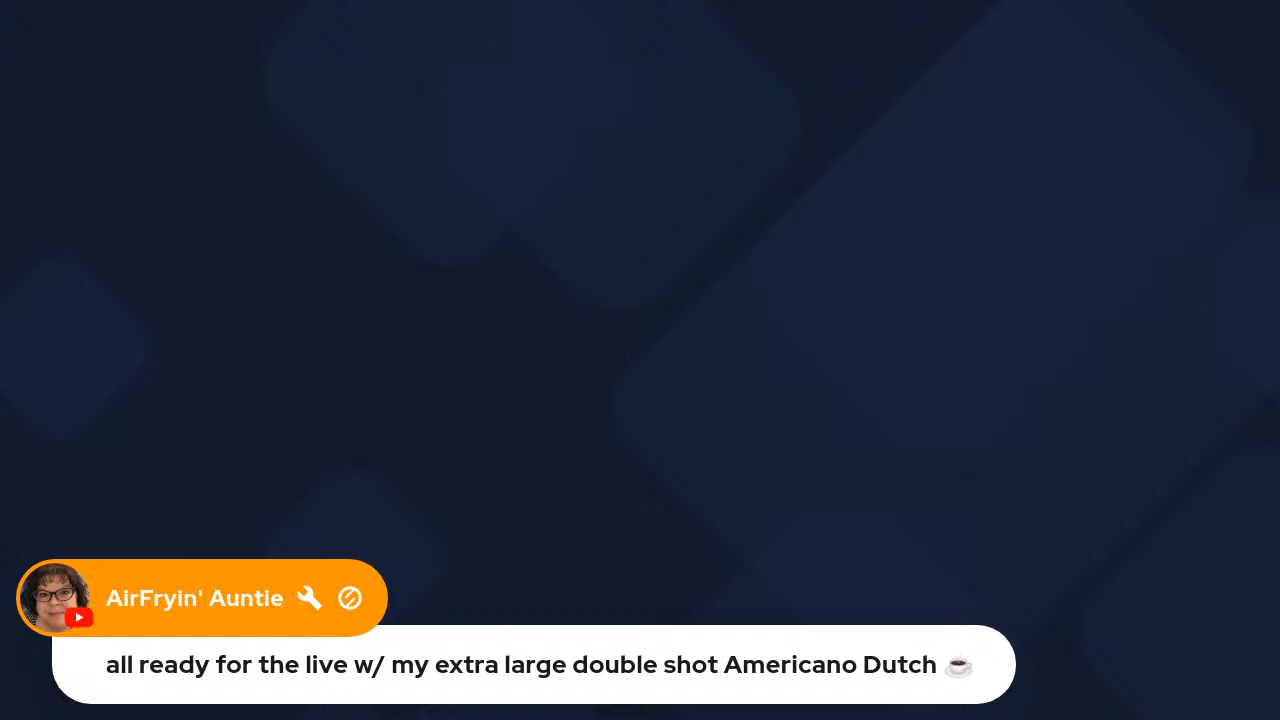 AirFryin' Auntie
all ready for the live w/ my extra large double shot Americano Dutch ☕